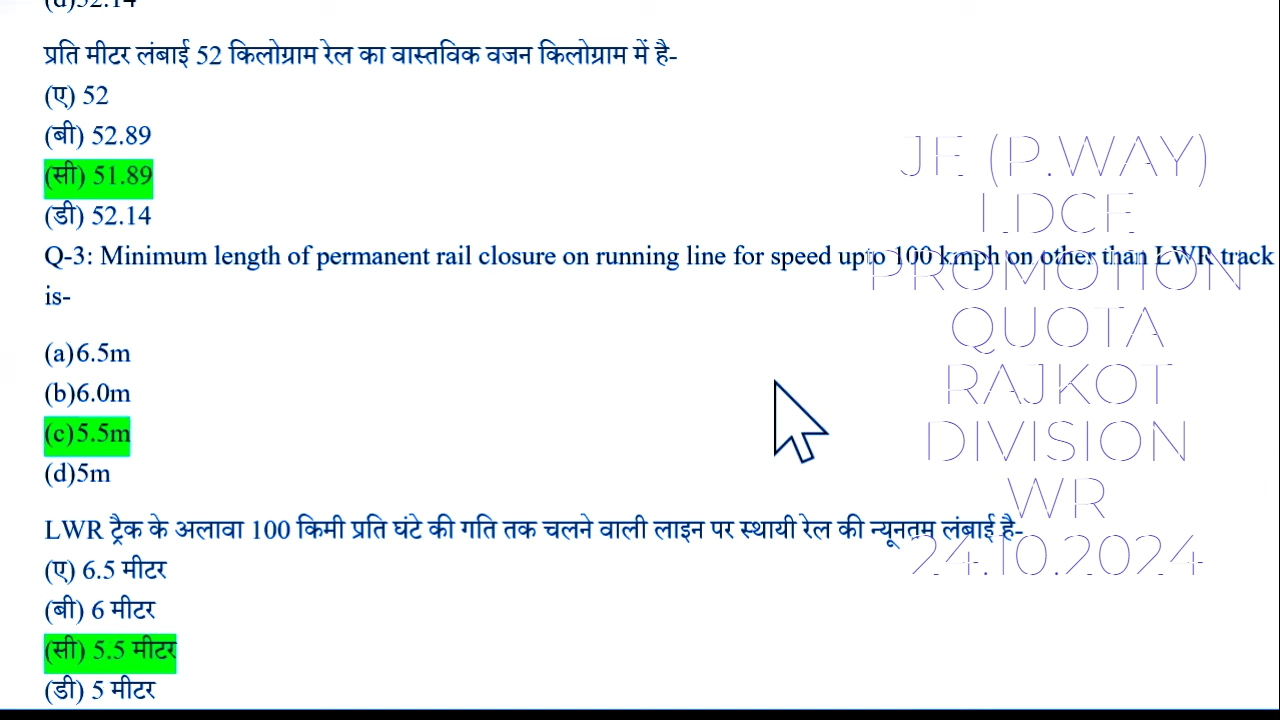 (d)52.14
प्रति मीटर लंबाई 52 किलोग्राम रेल का वास्तविक वजन किलोग्राम में है-
(ए) 52
(बी) 52.89
(सी) 51.89
(डी) 52.14
Q-3: Minimum length of permanent rail closure on running line for speed upto 100 kmph on other than LWR track
is-
(a)6.5m
(b)6.0m
(c)5.5m
(d)5m
LWR ट्रैक के अलावा 100 किमी प्रति घंटे की गति तक चलने वाली लाइन पर स्थायी रेल की न्यूनतम लंबाई है-
(ए) 6.5 मीटर
(बी) 6 मीटर
(सी) 5.5 मीटर
(डी) 5 मीटर
JE (P.WAY)
LDCE
PROMOTION
QUOTA
RAJKOT
DIVISION
WR
24.10.2024